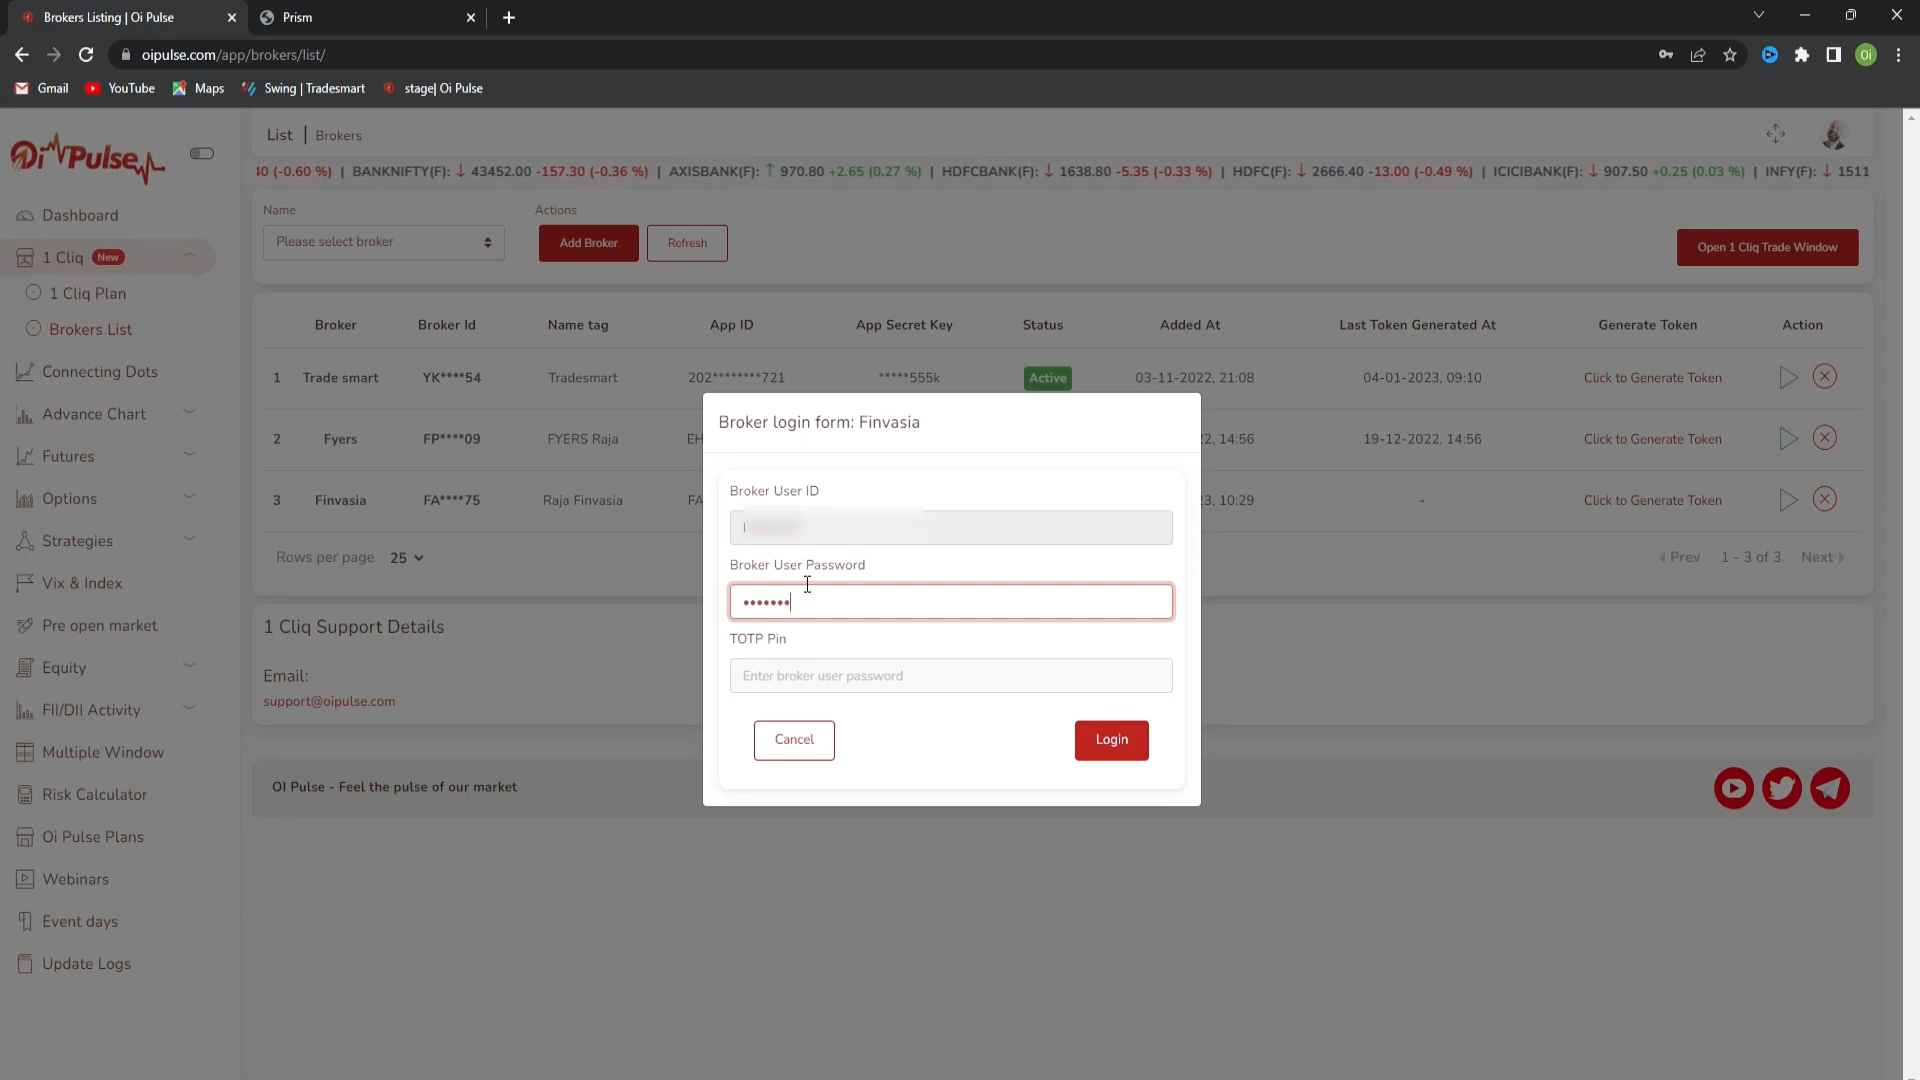 Brokers Listing | Oi Pulse
Prism
oipulse.com/app/brokers/list/
Oi
Gmail YouTube Maps Swing | Tradesmart stage| Oi Pulse
Oi Pulse
List | Brokers
40 (-0.60 %) | BANKNIFTY(F): ↓ 43452.00 -157.30 (-0.36 %) | AXISBANK(F): ↑ 970.80 +2.65 (0.27 %) | HDFCBANK(F): ↓ 1638.80 -5.35 (-0.33 %) | HDFC(F): ↓ 2666.40 -13.00 (-0.49 %) | ICICIBANK(F): ↓ 907.50 +0.25 (0.03 %) | INFY(F): ↓ 1511
Dashboard
1 Cliq New
1 Cliq Plan
Brokers List
Connecting Dots
Advance Chart
Futures
Options
Strategies
Vix & Index
Pre open market
Equity
FII/DII Activity
Multiple Window
Risk Calculator
Oi Pulse Plans
Webinars
Event days
Update Logs
Name Actions
Please select broker Add Broker Refresh Open 1 Cliq Trade Window
Broker Broker Id Name tag App ID App Secret Key Status Added At Last Token Generated At Generate Token Action
1 Trade smart YK****54 Tradesmart 202********721 *****555k Active 03-11-2022, 21:08 04-01-2023, 09:10 Click to Generate Token
2 Fyers FP****09 FYERS Raja EH 2, 14:56 19-12-2022, 14:56 Click to Generate Token
3 Finvasia FA****75 Raja Finvasia FA 3, 10:29 - Click to Generate Token
Rows per page 25 Prev 1 - 3 of 3 Next
Broker login form: Finvasia
Broker User ID
Broker User Password
•••••••
TOTP Pin
Enter broker user password
Cancel Login
1 Cliq Support Details
Email:
support@oipulse.com
OI Pulse - Feel the pulse of our market